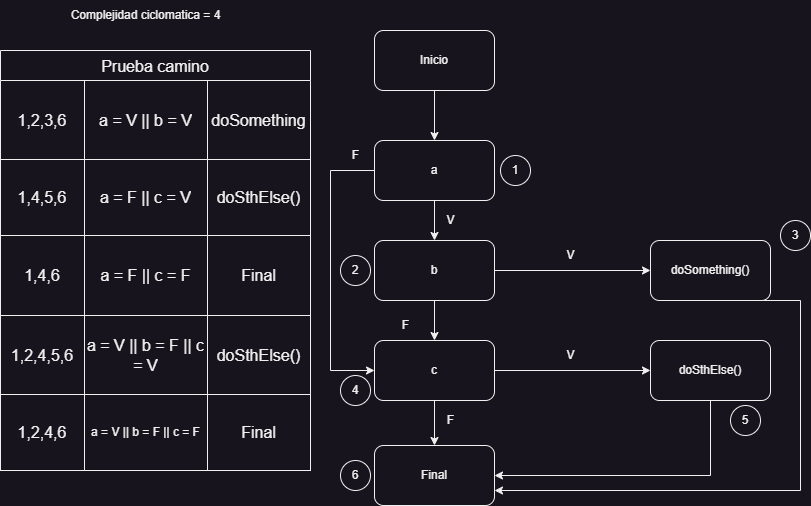 Complejidad ciclomatica = 4
Prueba camino
1,2,3,6
a = V || b = V
doSomething
1,4,5,6
a = F || c = V
doSthElse()
1,4,6
a = F || c = F
Final
1,2,4,5,6
a = V || b = F || c
= V
doSthElse()
1,2,4,6
a = V || b = F || c = F
Final
Inicio
F
a
1
V
2
b
V
doSomething()
3
F
c
4
V
doSthElse()
5
F
6
Final